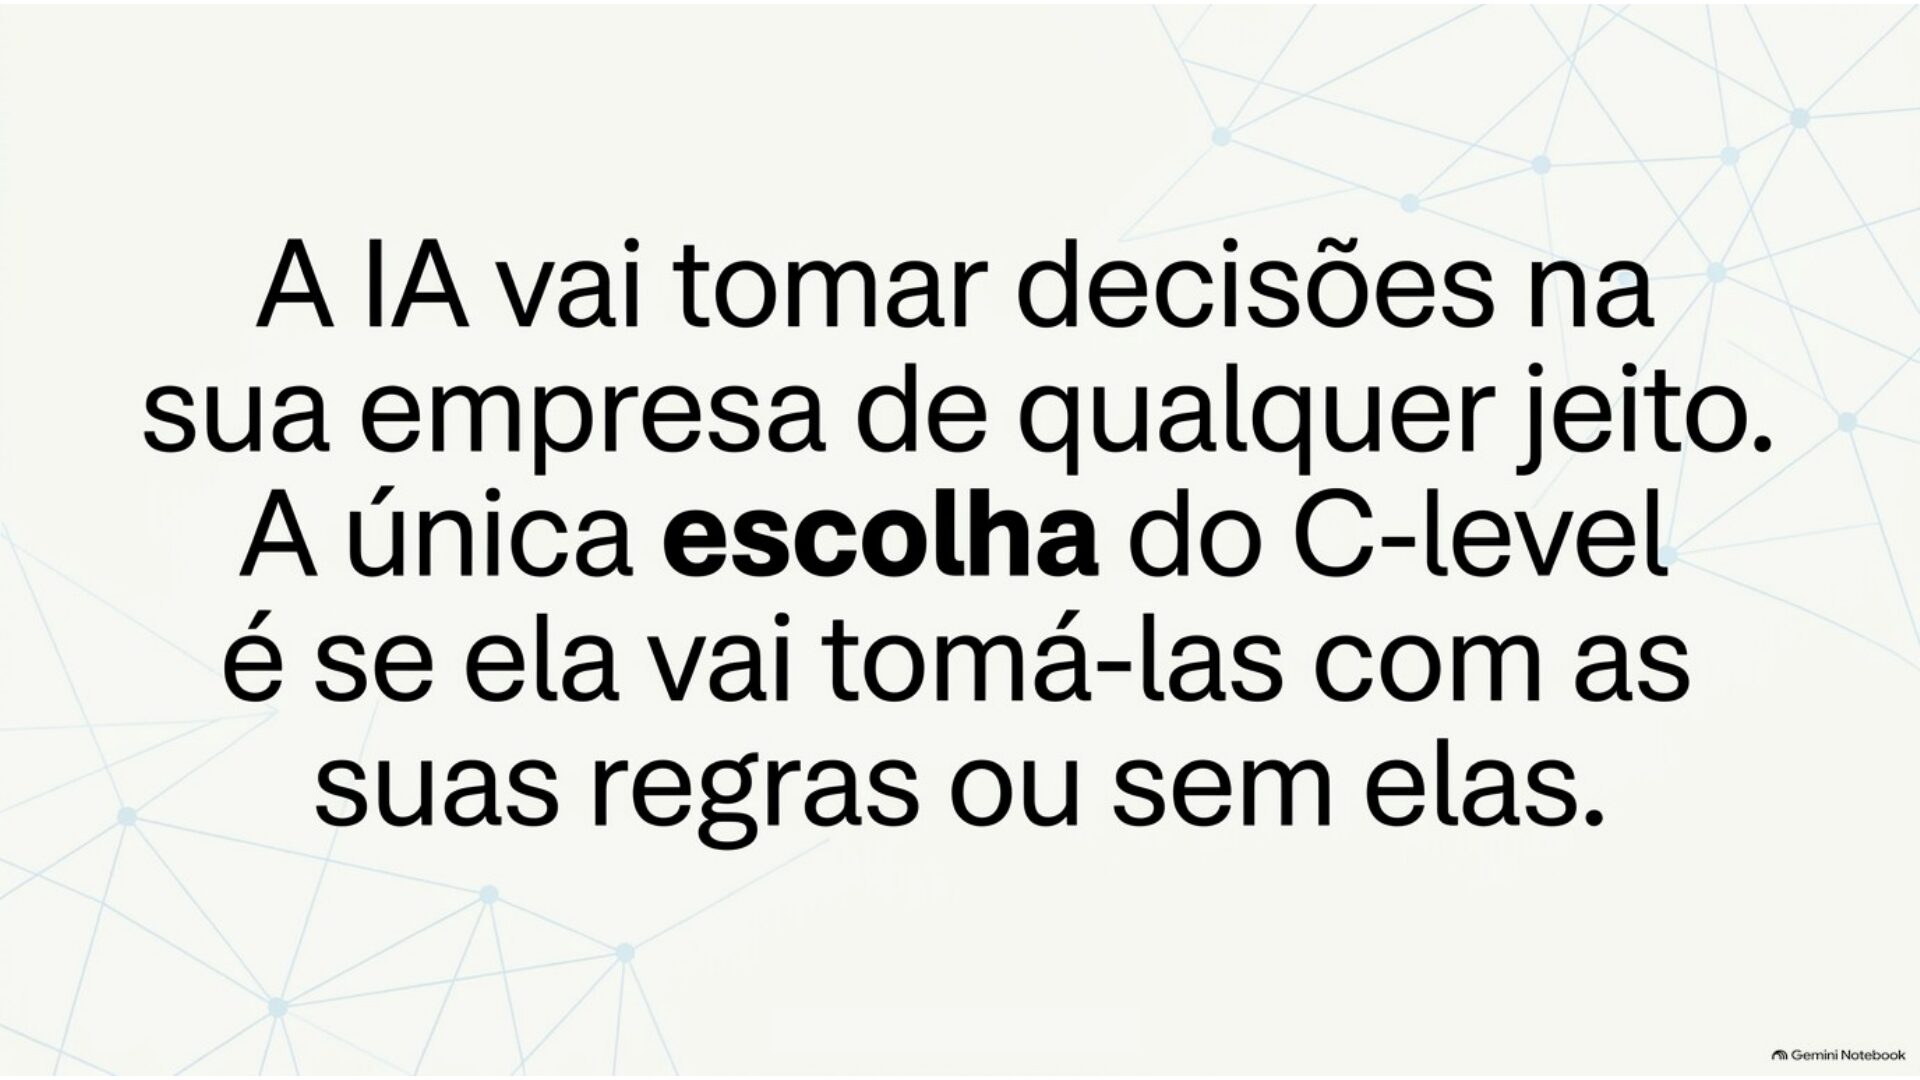 A IA vai tomar decisões na
sua empresa de qualquer jeito.
A única escolha do C-level
é se ela vai tomá-las com as
suas regras ou sem elas.
Gemini Notebook